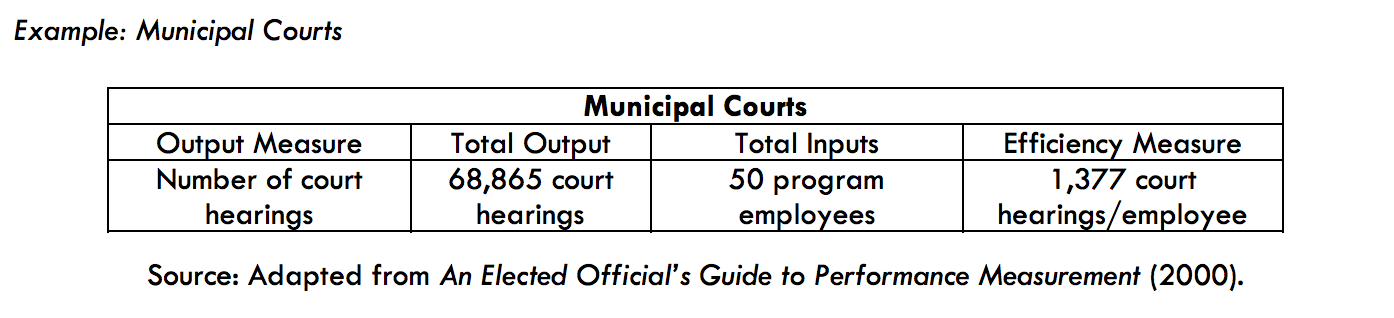 Example: Municipal Courts
Municipal Courts
Output Measure Total Output Total Inputs Efficiency Measure
Number of court 68,865 court 50 program 1,377 court
hearings hearings employees hearings/employee
Source: Adapted from An Elected Official’s Guide to Performance Measurement (2000).